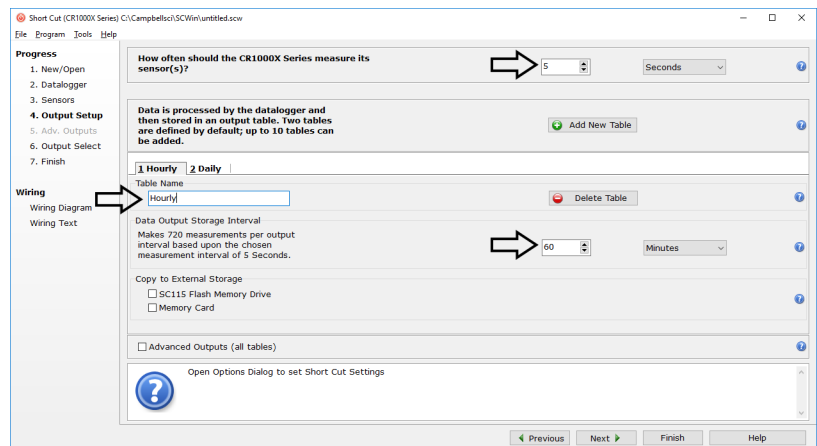 Short Cut (CR1000X Series) C:\Campbellsci\SCWin\untitled.scw
File Program Tools Help
Progress
1. New/Open
2. Datalogger
3. Sensors
4. Output Setup
5. Adv. Outputs
6. Output Select
7. Finish
Wiring
Wiring Diagram
Wiring Text
How often should the CR1000X Series measure its
sensor(s)?
5 Seconds
Data is processed by the datalogger and
then stored in an output table. Two tables
are defined by default; up to 10 tables can
be added.
Add New Table
1 Hourly 2 Daily
Table Name
Hourly
Delete Table
Data Output Storage Interval
Makes 720 measurements per output
interval based upon the chosen
measurement interval of 5 Seconds.
60 Minutes
Copy to External Storage
SC115 Flash Memory Drive
Memory Card
Advanced Outputs (all tables)
Open Options Dialog to set Short Cut Settings
Previous Next Finish Help